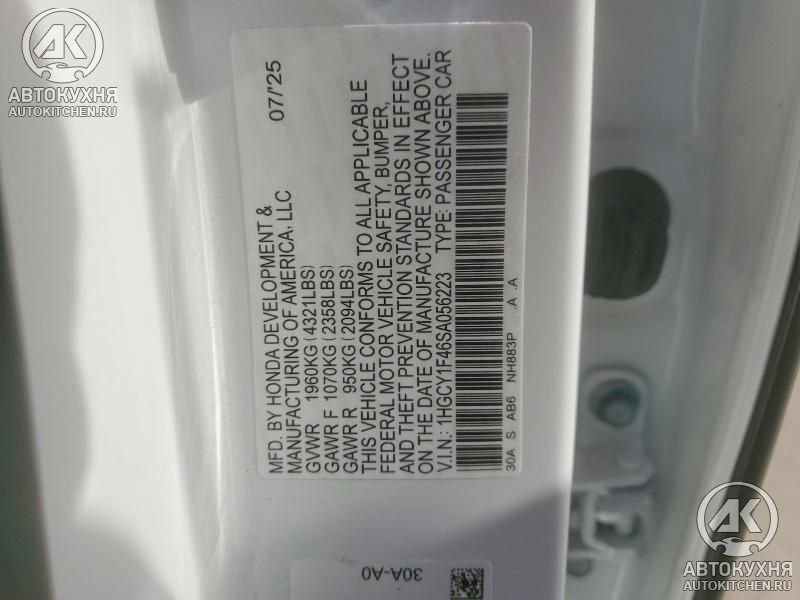 АВТОКУХНЯ
AUTOKITCHEN.RU
MFD. BY HONDA DEVELOPMENT & 07/'25
MANUFACTURING OF AMERICA, LLC
GVWR 1960KG (4321LBS)
GAWR F 1070KG (2358LBS)
GAWR R 950KG (2094LBS)
THIS VEHICLE CONFORMS TO ALL APPLICABLE
FEDERAL MOTOR VEHICLE SAFETY, BUMPER,
AND THEFT PREVENTION STANDARDS IN EFFECT
ON THE DATE OF MANUFACTURE SHOWN ABOVE.
V.I.N.: 1HGCY1F46SA056223 TYPE: PASSENGER CAR
30A S AB6 NH883P .A .A
30A-A0
АВТОКУХНЯ
AUTOKITCHEN.RU